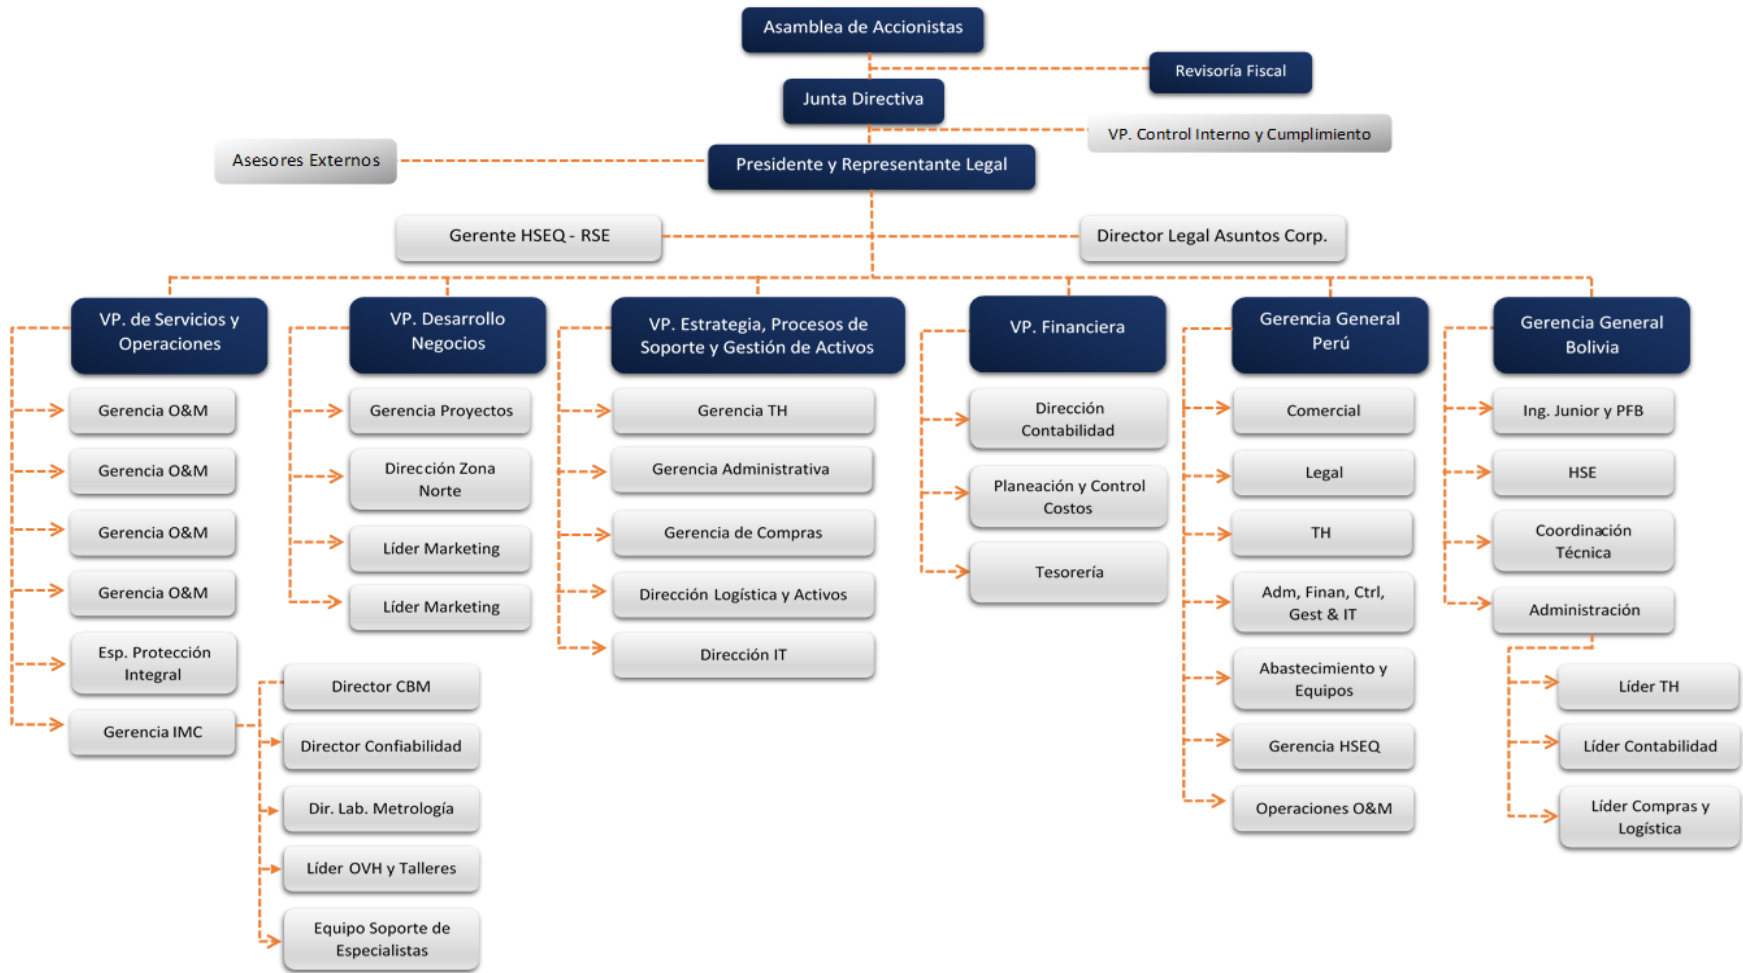 Asamblea de Accionistas
Revisoría Fiscal
Junta Directiva
VP. Control Interno y Cumplimiento
Asesores Externos
Presidente y Representante Legal
Gerente HSEQ - RSE
Director Legal Asuntos Corp.
VP. de Servicios y
Operaciones
VP. Desarrollo
Negocios
VP. Estrategia, Procesos de
Soporte y Gestión de Activos
VP. Financiera
Gerencia General
Perú
Gerencia General
Bolivia
Gerencia O&M
Gerencia O&M
Gerencia O&M
Gerencia O&M
Esp. Protección
Integral
Gerencia IMC
Director CBM
Director Confiabilidad
Dir. Lab. Metrología
Líder OVH y Talleres
Equipo Soporte de
Especialistas
Gerencia Proyectos
Dirección Zona
Norte
Líder Marketing
Líder Marketing
Gerencia TH
Gerencia Administrativa
Gerencia de Compras
Dirección Logística y Activos
Dirección IT
Dirección
Contabilidad
Planeación y Control
Costos
Tesorería
Comercial
Legal
TH
Adm, Finan, Ctrl,
Gest & IT
Abastecimiento y
Equipos
Gerencia HSEQ
Operaciones O&M
Ing. Junior y PFB
HSE
Coordinación
Técnica
Administración
Líder TH
Líder Contabilidad
Líder Compras y
Logística